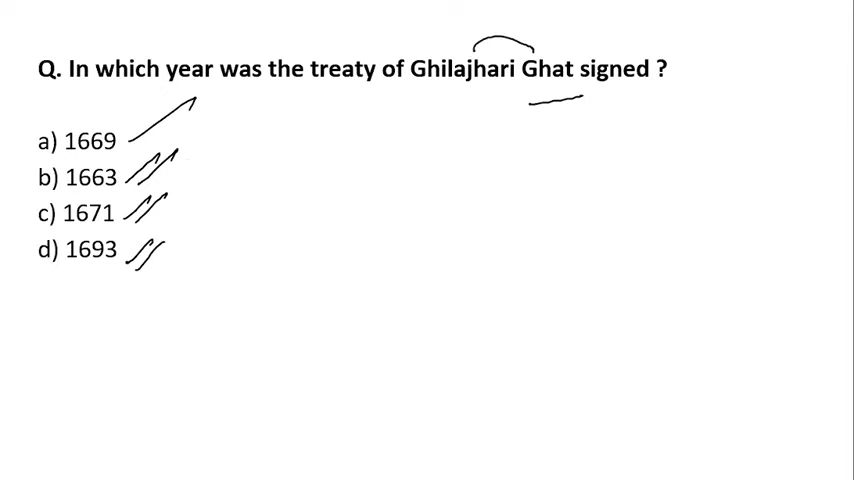 Q. In which year was the treaty of Ghilajhari Ghat signed ?
a) 1669
b) 1663
c) 1671
d) 1693